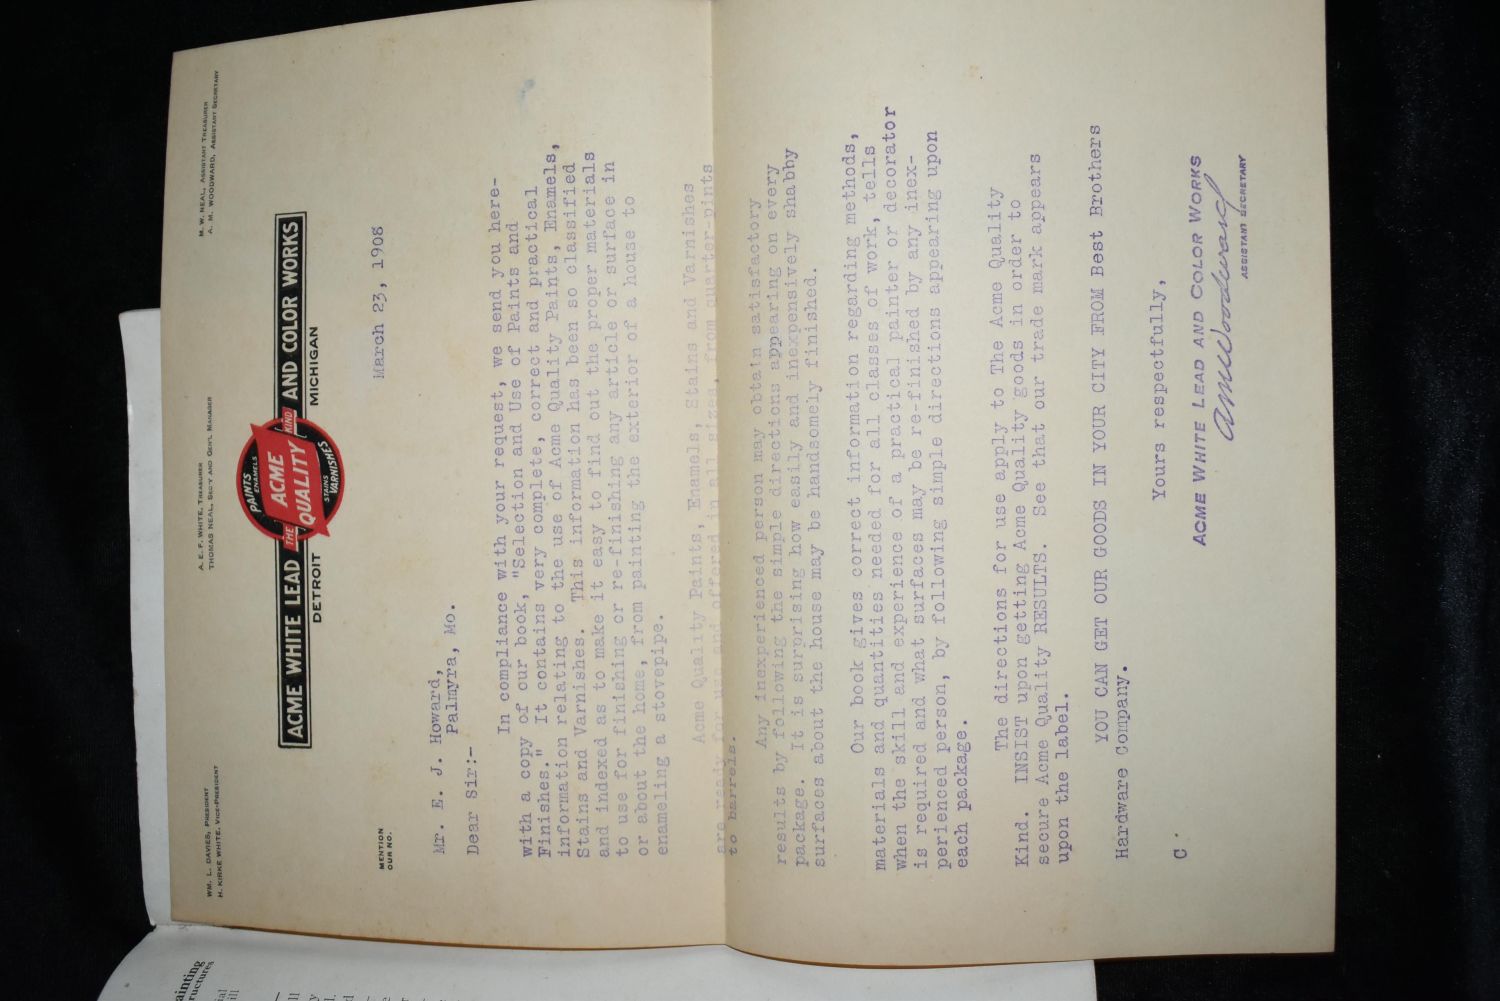 WM. L. DAVIES, PRESIDENT
H. KIRKE WHITE, VICE-PRESIDENT
A. E. F. WHITE, TREASURER
THOMAS NEAL, SEC'Y AND GEN'L MANAGER
M. W. NEAL, ASSISTANT TREASURER
A. M. WOODWARD, ASSISTANT SECRETARY
ACME WHITE LEAD AND COLOR WORKS
PAINTS
ENAMELS
THE ACME QUALITY KIND
STAINS
VARNISHES
DETROIT MICHIGAN
MENTION
OUR NO.
March 23, 1908
Mr. E. J. Howard,
Palmyra, Mo.
Dear Sir:-
In compliance with your request, we send you here-
with a copy of our book, "Selection and Use of Paints and
Finishes." It contains very complete, correct and practical
information relating to the use of Acme Quality Paints, Enamels,
Stains and Varnishes. This information has been so classified
and indexed as to make it easy to find out the proper materials
to use for finishing or re-finishing any article or surface in
or about the home, from painting the exterior of a house to
enameling a stovepipe.
Acme Quality Paints, Enamels, Stains and Varnishes
are ready for use and offered in all sizes, from quarter-pints
to barrels.
Any inexperienced person may obtain satisfactory
results by following the simple directions appearing on every
package. It is surprising how easily and inexpensively shabby
surfaces about the house may be handsomely finished.
Our book gives correct information regarding methods,
materials and quantities needed for all classes of work, tells
when the skill and experience of a practical painter or decorator
is required and what surfaces may be re-finished by any inex-
perienced person, by following simple directions appearing upon
each package.
The directions for use apply to The Acme Quality
Kind. INSIST upon getting Acme Quality goods in order to
secure Acme Quality RESULTS. See that our trade mark appears
upon the label.
YOU CAN GET OUR GOODS IN YOUR CITY FROM Best Brothers
Hardware Company.
Yours respectfully,
ACME WHITE LEAD AND COLOR WORKS
AMWoodward
ASSISTANT SECRETARY
C.
ainting
ructures